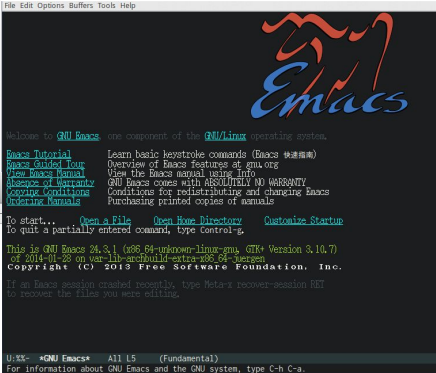 File Edit Options Buffers Tools Help
Emacs
Welcome to GNU Emacs, one component of the GNU/Linux operating system.
Emacs Tutorial Learn basic keystroke commands (Emacs 快速指南)
Emacs Guided Tour Overview of Emacs features at gnu.org
View Emacs Manual View the Emacs manual using Info
Absence of Warranty GNU Emacs comes with ABSOLUTELY NO WARRANTY
Copying Conditions Conditions for redistributing and changing Emacs
Ordering Manuals Purchasing printed copies of manuals
To start... Open a File Open Home Directory Customize Startup
To quit a partially entered command, type Control-g.
This is GNU Emacs 24.3.1 (x86_64-unknown-linux-gnu, GTK+ Version 3.10.7)
of 2014-01-28 on var-lib-archbuild-extra-x86_64-juergen
Copyright (C) 2013 Free Software Foundation, Inc.
If an Emacs session crashed recently, type Meta-x recover-session RET
to recover the files you were editing.
U:%%- *GNU Emacs* All L5 (Fundamental)
For information about GNU Emacs and the GNU system, type C-h C-a.